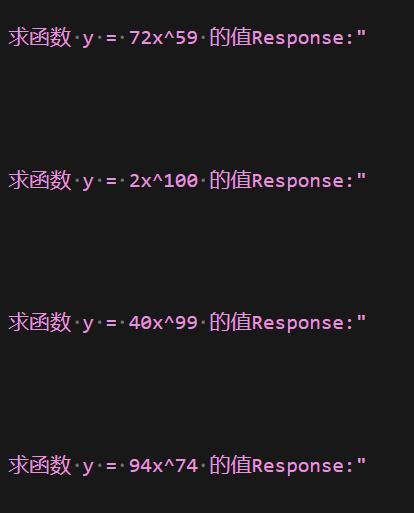 求函数 y = 72x^59 的值Response:"
求函数 y = 2x^100 的值Response:"
求函数 y = 40x^99 的值Response:"
求函数 y = 94x^74 的值Response:"